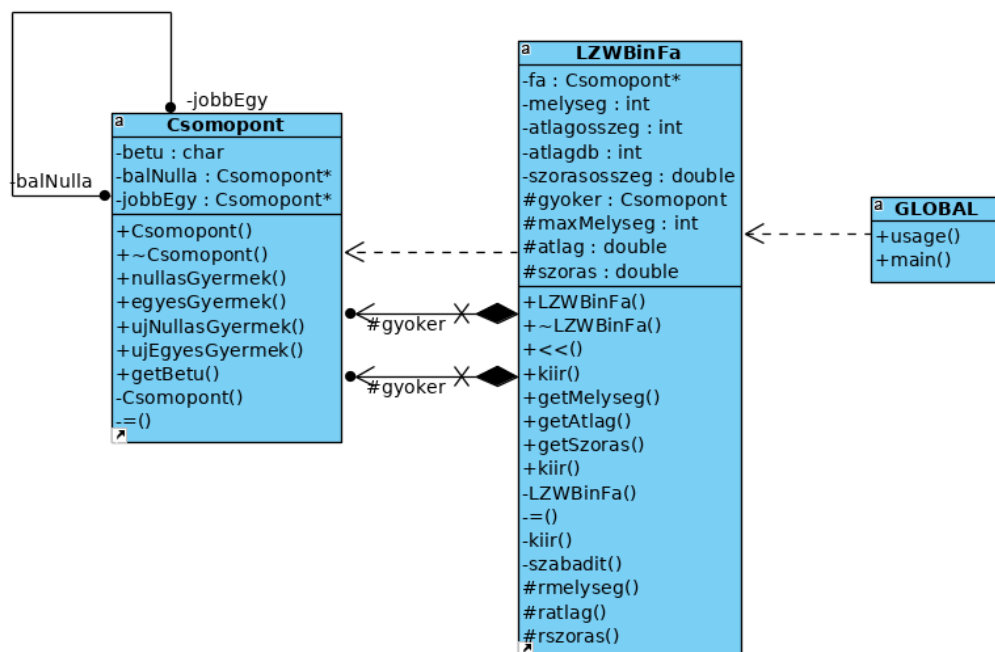 -jobbEgy
-balNulla
a
Csomopont
-betu : char
-balNulla : Csomopont*
-jobbEgy : Csomopont*
+Csomopont()
+~Csomopont()
+nullasGyermek()
+egyesGyermek()
+ujNullasGyermek()
+ujEgyesGyermek()
+getBetu()
-Csomopont()
-=()
#gyoker
#gyoker
a
LZWBinFa
-fa : Csomopont*
-melyseg : int
-atlagosszeg : int
-atlagdb : int
-szorasosszeg : double
#gyoker : Csomopont
#maxMelyseg : int
#atlag : double
#szoras : double
+LZWBinFa()
+~LZWBinFa()
+<<()
+kiir()
+getMelyseg()
+getAtlag()
+getSzoras()
+kiir()
-LZWBinFa()
-=()
-kiir()
-szabadit()
#rmelyseg()
#ratlag()
#rszoras()
a
GLOBAL
+usage()
+main()